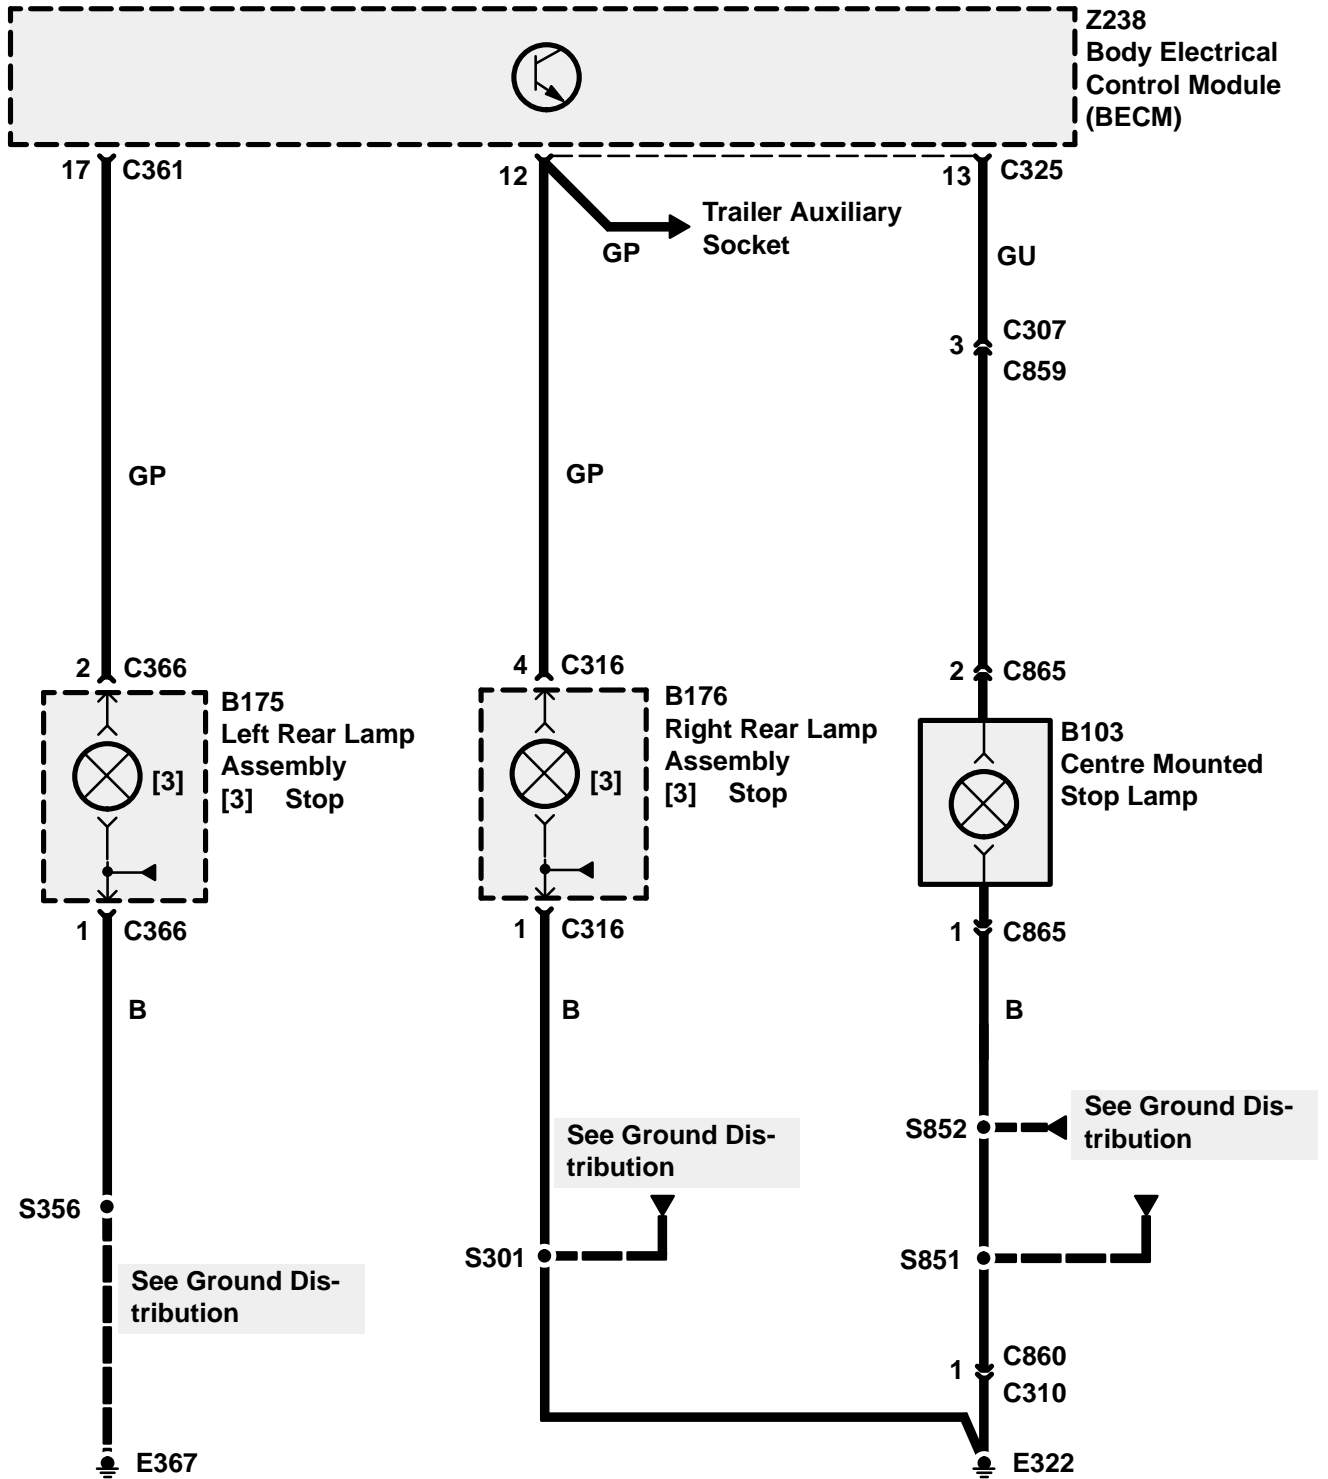 Z238
Body Electrical
Control Module
(BECM)
17 C361
12
13 C325
Trailer Auxiliary
Socket
GP
GU
3 C307
C859
GP
GP
2 C366
4 C316
2 C865
B175
Left Rear Lamp
Assembly
[3] Stop
[3]
B176
Right Rear Lamp
Assembly
[3] Stop
[3]
B103
Centre Mounted
Stop Lamp
1 C366
1 C316
1 C865
B
B
B
S852
See Ground Dis-
tribution
See Ground Dis-
tribution
S356
S301
S851
See Ground Dis-
tribution
1 C860
C310
E367
E322